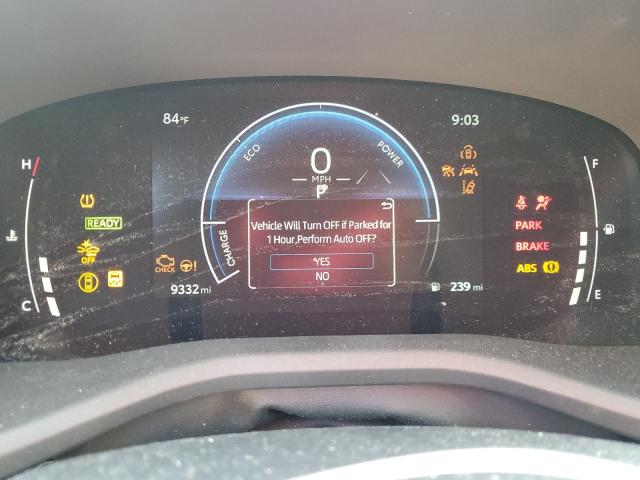 84°F
9:03
H
ECO
POWER
F
0
MPH
P
READY
OFF
PARK
BRAKE
ABS
CHARGE
Vehicle Will Turn OFF if Parked for
1 Hour,Perform Auto OFF?
YES
NO
CHECK
C
9332 mi
239 mi
E